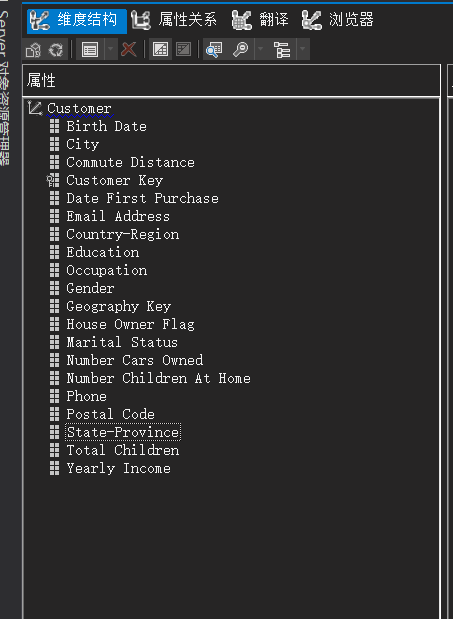 维度结构 属性关系 翻译 浏览器
Server 对象资源管理器
属性
Customer
Birth Date
City
Commute Distance
Customer Key
Date First Purchase
Email Address
Country-Region
Education
Occupation
Gender
Geography Key
House Owner Flag
Marital Status
Number Cars Owned
Number Children At Home
Phone
Postal Code
State-Province
Total Children
Yearly Income